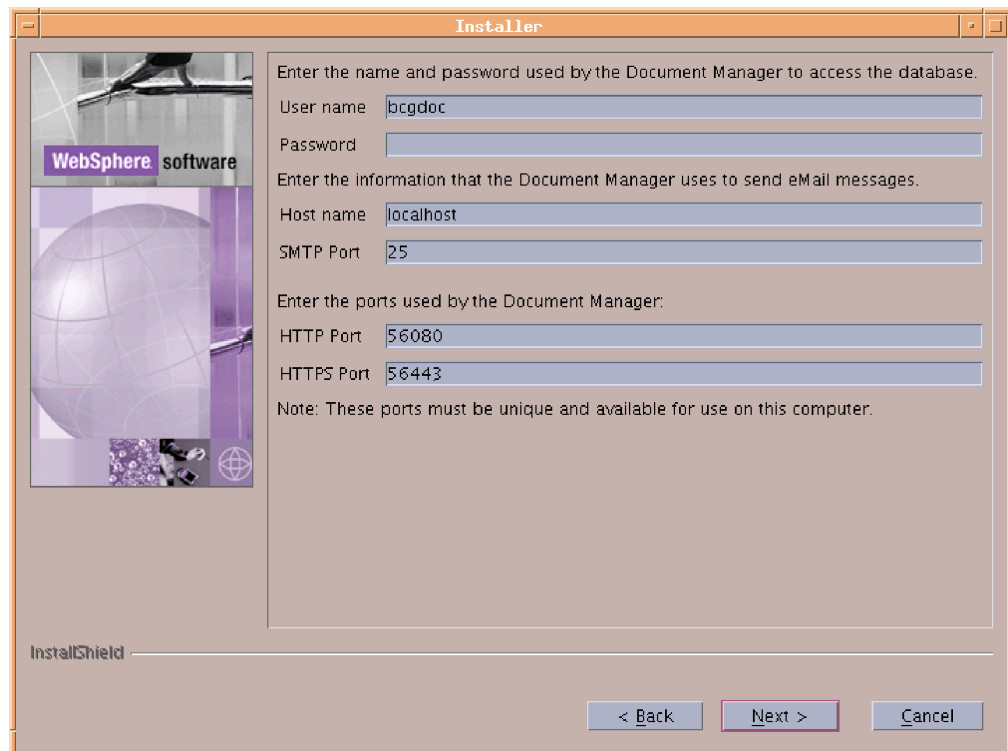 Installer
Enter the name and password used by the Document Manager to access the database.
User name bcgdoc
Password
WebSphere software
Enter the information that the Document Manager uses to send eMail messages.
Host name localhost
SMTP Port 25
Enter the ports used by the Document Manager:
HTTP Port 56080
HTTPS Port 56443
Note: These ports must be unique and available for use on this computer.
InstallShield
< Back Next > Cancel